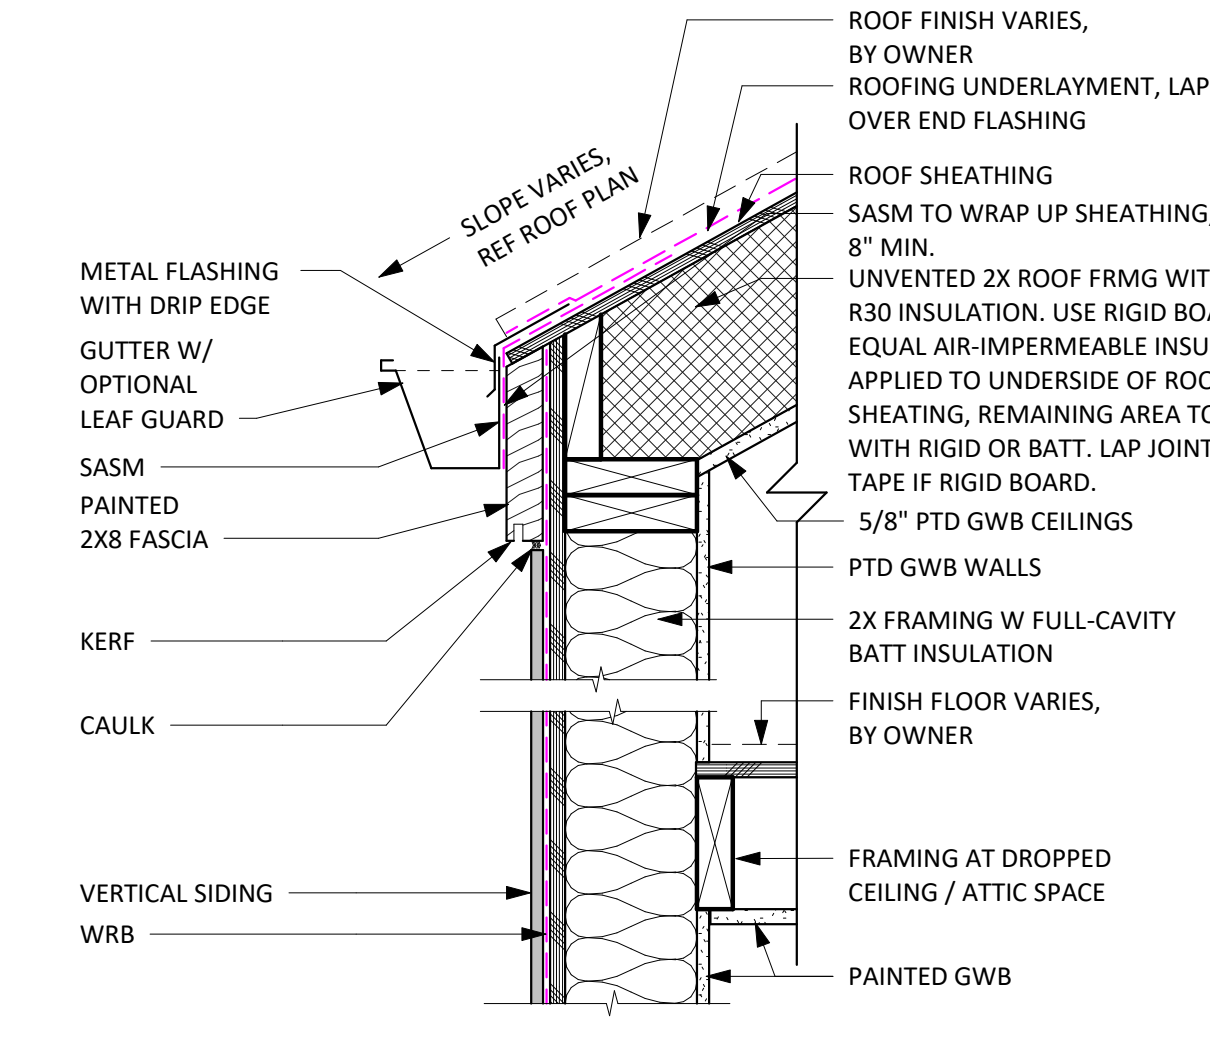 ROOF FINISH VARIES,
BY OWNER
ROOFING UNDERLAYMENT, LAP
OVER END FLASHING
ROOF SHEATHING
SASM TO WRAP UP SHEATHING,
8" MIN.
UNVENTED 2X ROOF FRMG WIT
R30 INSULATION. USE RIGID BOA
EQUAL AIR-IMPERMEABLE INSU
APPLIED TO UNDERSIDE OF ROO
SHEATING, REMAINING AREA TO
WITH RIGID OR BATT. LAP JOINT
TAPE IF RIGID BOARD.
5/8" PTD GWB CEILINGS
PTD GWB WALLS
2X FRAMING W FULL-CAVITY
BATT INSULATION
FINISH FLOOR VARIES,
BY OWNER
FRAMING AT DROPPED
CEILING / ATTIC SPACE
PAINTED GWB
SLOPE VARIES,
REF ROOF PLAN
METAL FLASHING
WITH DRIP EDGE
GUTTER W/
OPTIONAL
LEAF GUARD
SASM
PAINTED
2X8 FASCIA
KERF
CAULK
VERTICAL SIDING
WRB